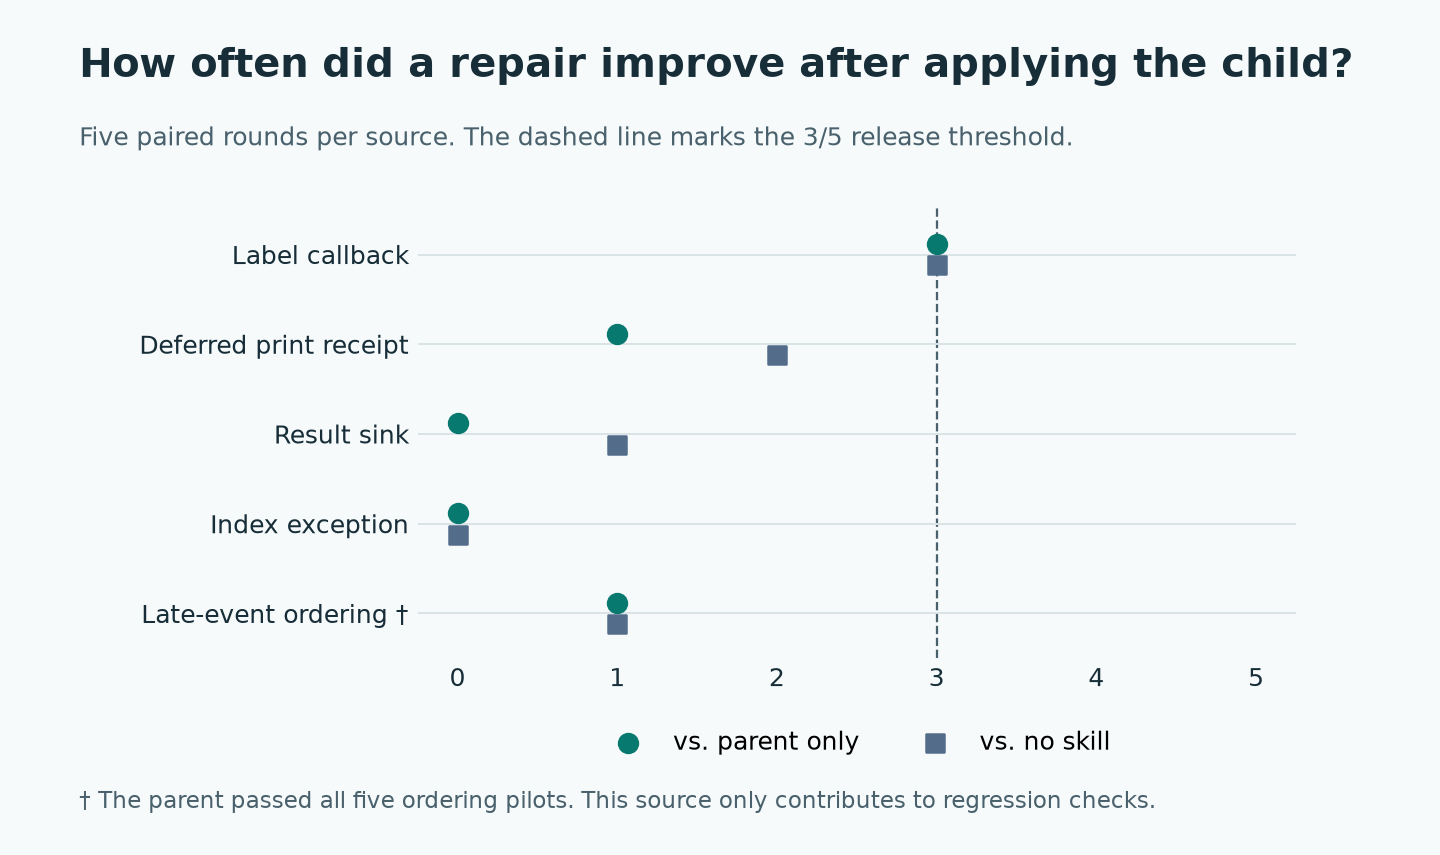 How often did a repair improve after applying the child?
Five paired rounds per source. The dashed line marks the 3/5 release threshold.
Label callback
Deferred print receipt
Result sink
Index exception
Late-event ordering †
0 1 2 3 4 5
vs. parent only vs. no skill
† The parent passed all five ordering pilots. This source only contributes to regression checks.